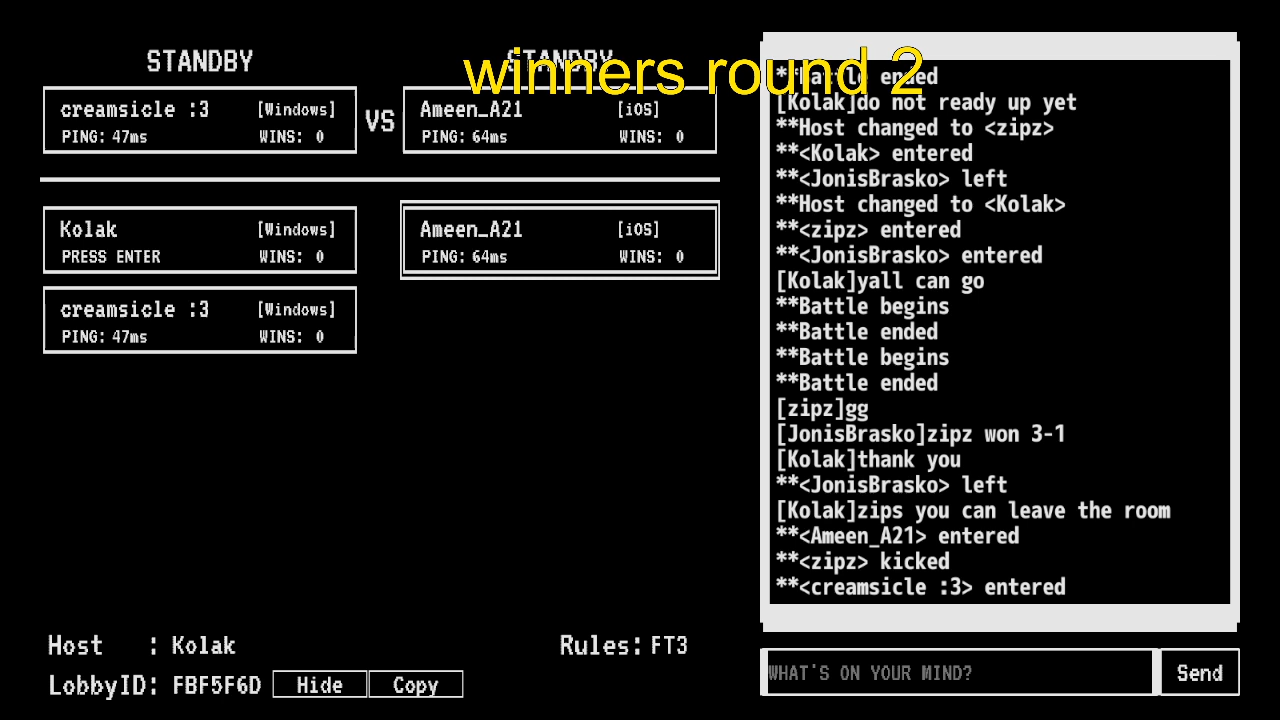 winners round 2
STANDBY
STANDBY
creamsicle :3 [Windows]
PING: 47ms WINS: 0
VS
Ameen_A21 [iOS]
PING: 64ms WINS: 0
Kolak [Windows]
PRESS ENTER WINS: 0
Ameen_A21 [iOS]
PING: 64ms WINS: 0
creamsicle :3 [Windows]
PING: 47ms WINS: 0
Host : Kolak
Rules: FT3
LobbyID: FBF5F6D Hide Copy
**Battle ended
[Kolak]do not ready up yet
**Host changed to <zipz>
**<Kolak> entered
**<JonisBrasko> left
**Host changed to <Kolak>
**<zipz> entered
**<JonisBrasko> entered
[Kolak]yall can go
**Battle begins
**Battle ended
**Battle begins
**Battle ended
[zipz]gg
[JonisBrasko]zipz won 3-1
[Kolak]thank you
**<JonisBrasko> left
[Kolak]zips you can leave the room
**<Ameen_A21> entered
**<zipz> kicked
**<creamsicle :3> entered
WHAT'S ON YOUR MIND? Send